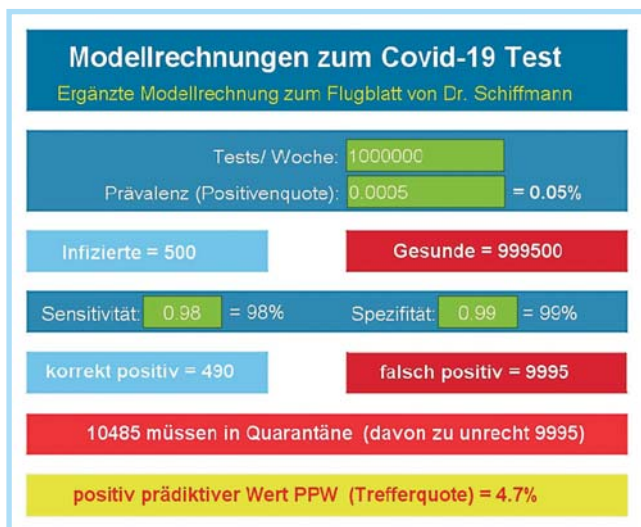 Modellrechnungen zum Covid-19 Test
Ergänzte Modellrechnung zum Flugblatt von Dr. Schiffmann
Tests/ Woche: 1000000
Prävalenz (Positivenquote): 0.0005 = 0.05%
Infizierte = 500 Gesunde = 999500
Sensitivität: 0.98 = 98% Spezifität: 0.99 = 99%
korrekt positiv = 490 falsch positiv = 9995
10485 müssen in Quarantäne (davon zu unrecht 9995)
positiv prädiktiver Wert PPW (Trefferquote) = 4.7%